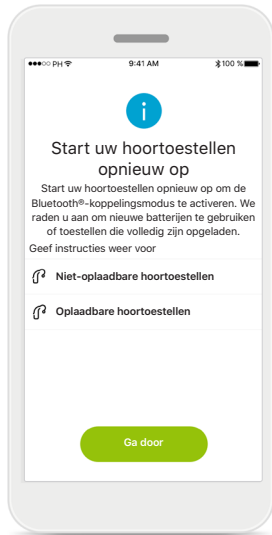 ●●●○○ PH 9:41 AM 100 %
i
Start uw hoortoestellen
opnieuw op
Start uw hoortoestellen opnieuw op om de
Bluetooth®-koppelingsmodus te activeren. We
raden u aan om nieuwe batterijen te gebruiken
of toestellen die volledig zijn opgeladen.
Geef instructies weer voor
Niet-oplaadbare hoortoestellen
Oplaadbare hoortoestellen
Ga door